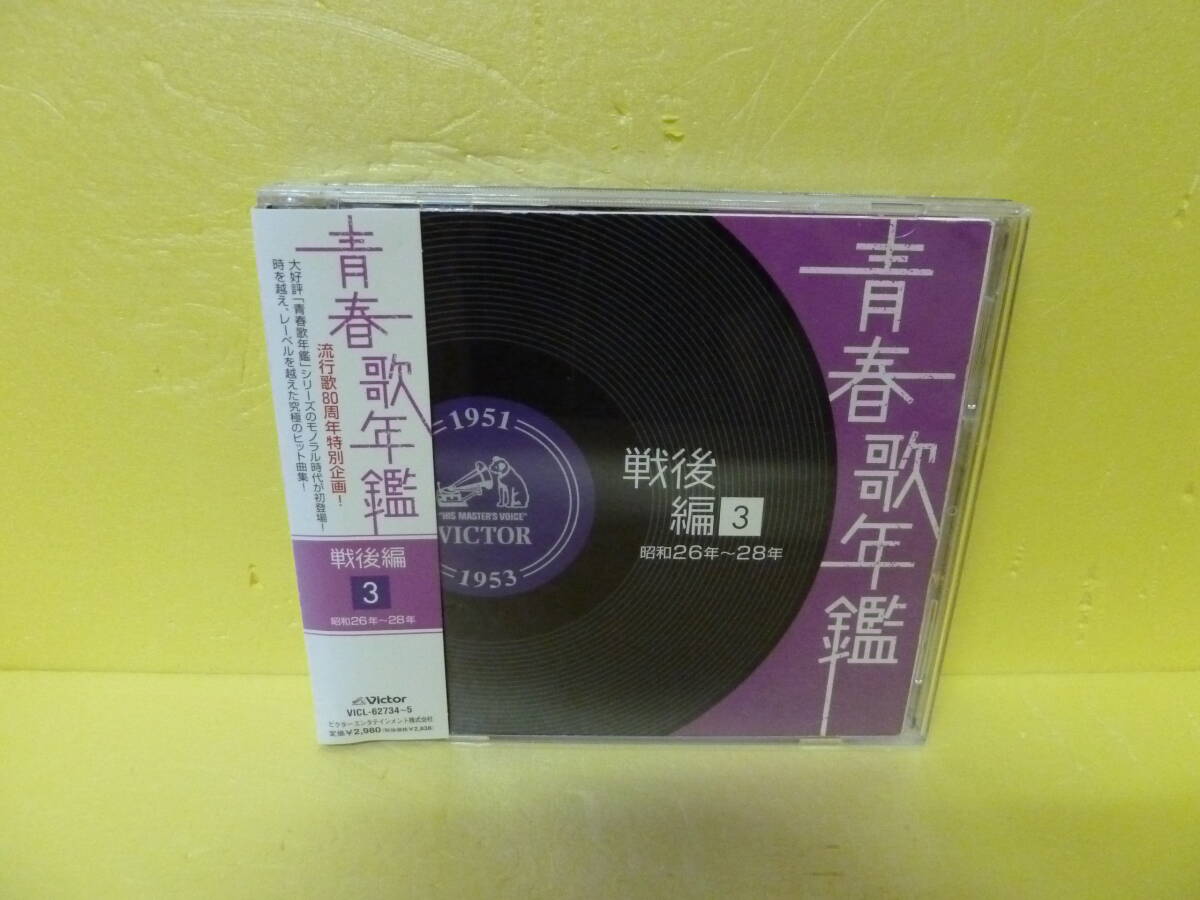 青春歌年鑑
流行歌80周年特別企画!
大好評「青春歌年鑑」シリーズのモノラル時代が初登場!
時を越え、レーベルを越えた究極のヒット曲集!
戦後編
3
昭和26年〜28年
Victor
VICL-62734~5
ビクターエンタテインメント株式会社
定価¥2,980
1951
"HIS MASTER'S VOICE"
VICTOR
1953
戦後
編 3
昭和26年〜28年
青春歌年鑑